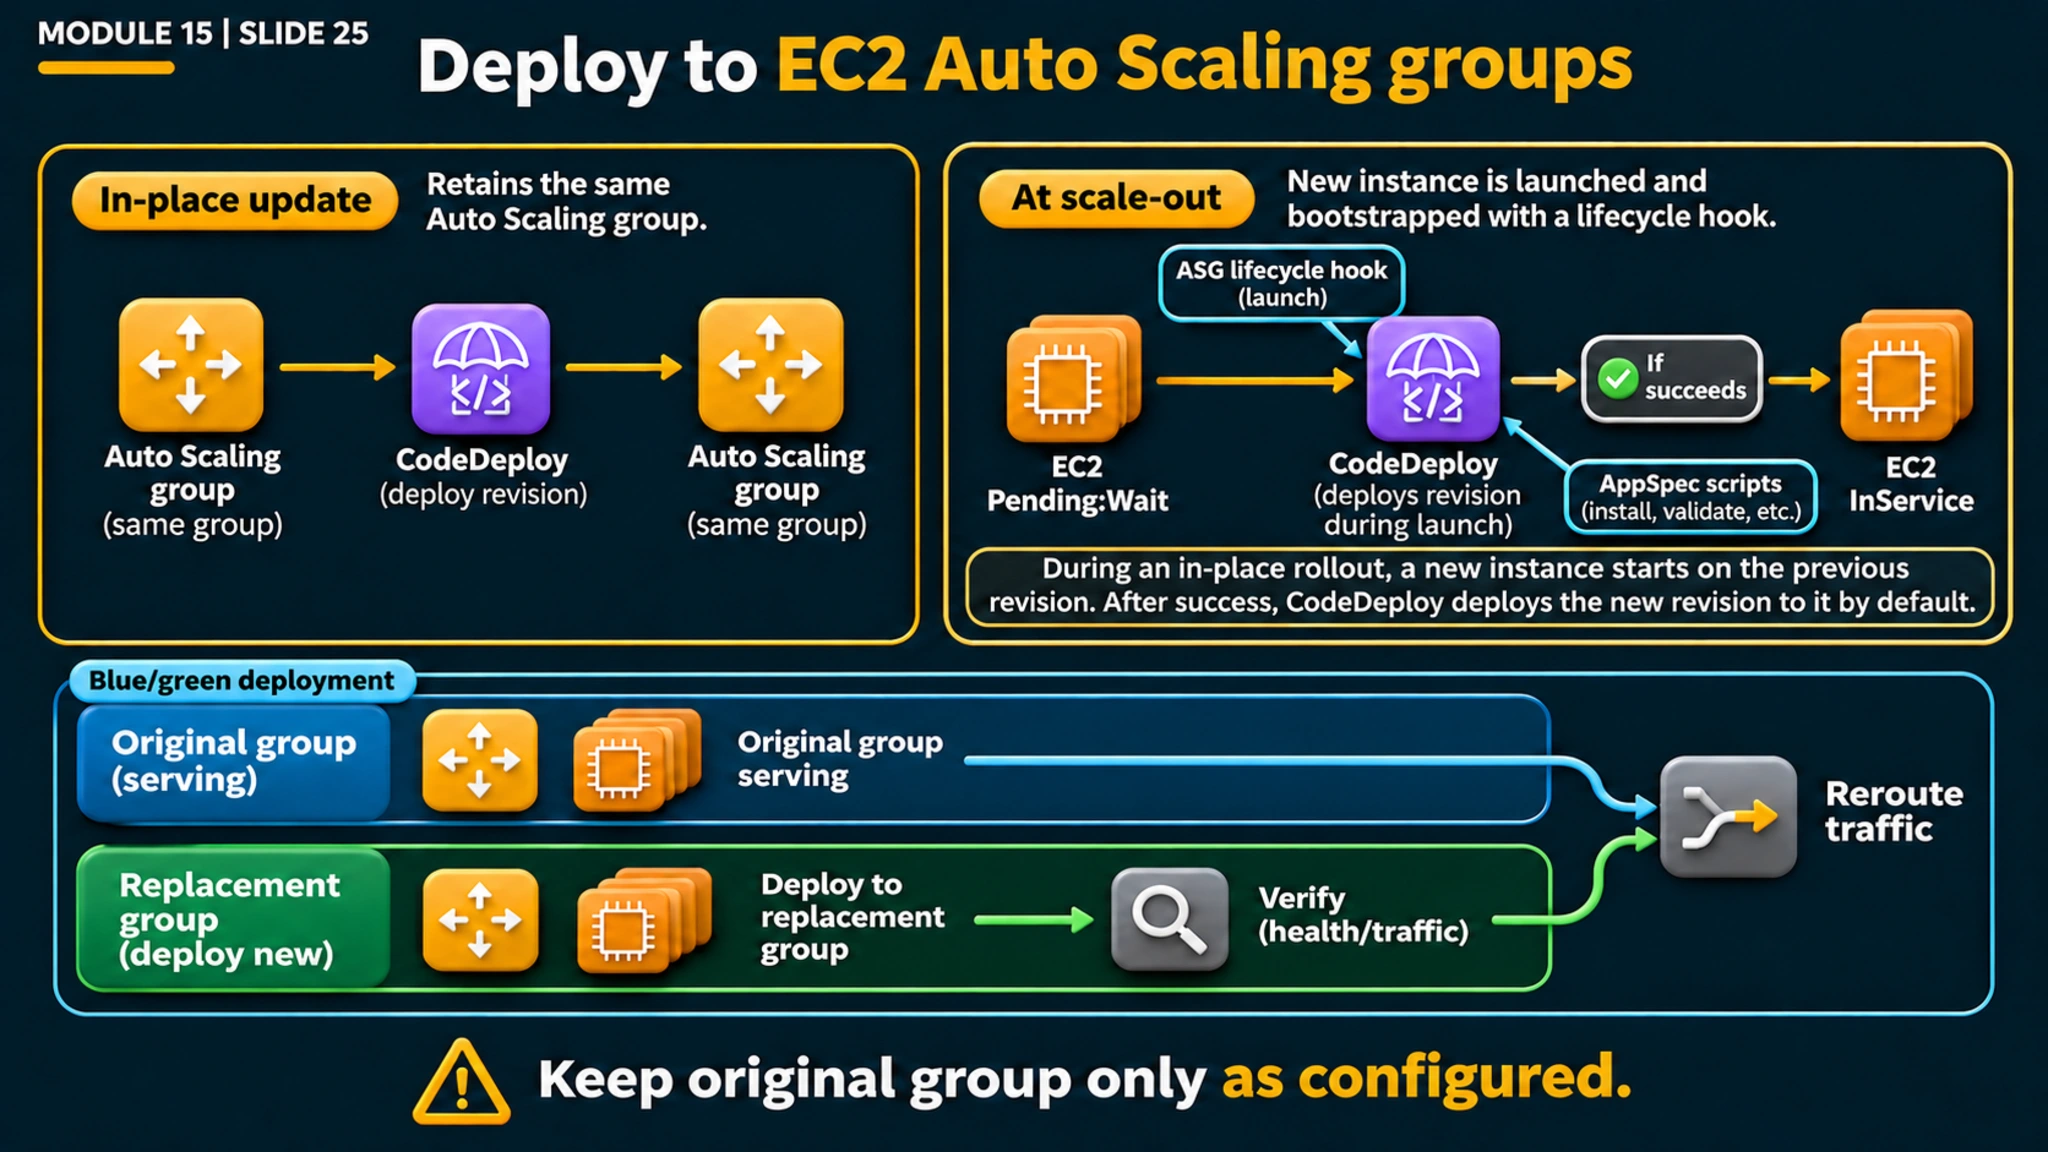 MODULE 15 | SLIDE 25
Deploy to EC2 Auto Scaling groups
In-place update
Retains the same
Auto Scaling group.
Auto Scaling
group
(same group)
CodeDeploy
(deploy revision)
Auto Scaling
group
(same group)
At scale-out
New instance is launched and
bootstrapped with a lifecycle hook.
ASG lifecycle hook
(launch)
EC2
Pending:Wait
CodeDeploy
(deploys revision
during launch)
If
succeeds
AppSpec scripts
(install, validate, etc.)
EC2
InService
During an in-place rollout, a new instance starts on the previous
revision. After success, CodeDeploy deploys the new revision to it by default.
Blue/green deployment
Original group
(serving)
Original group
serving
Replacement
group
(deploy new)
Deploy to
replacement
group
Verify
(health/traffic)
Reroute
traffic
Keep original group only as configured.